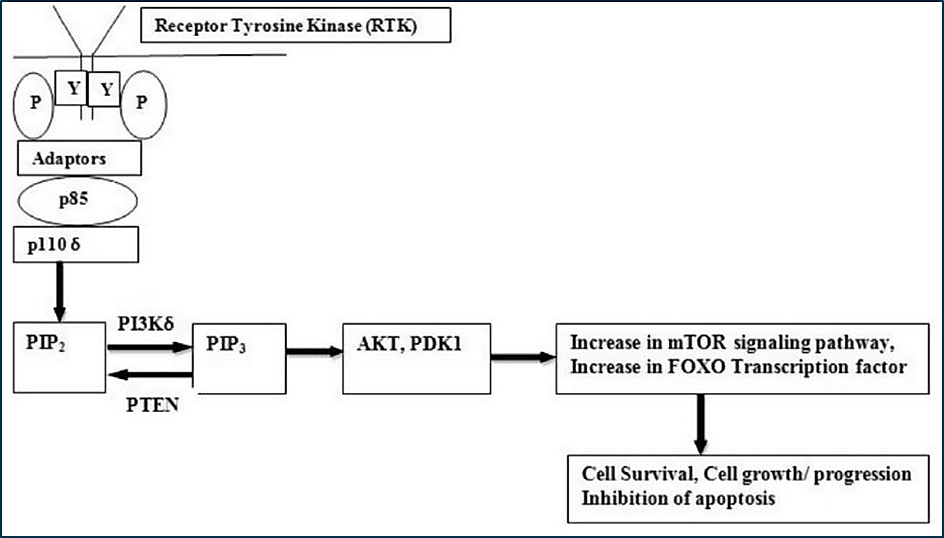 Receptor Tyrosine Kinase (RTK)
P Y Y P
Adaptors
p85
p110 δ
PI3Kδ
PIP₂ PIP₃ AKT, PDK1
PTEN
Increase in mTOR signaling pathway,
Increase in FOXO Transcription factor
Cell Survival, Cell growth/ progression
Inhibition of apoptosis